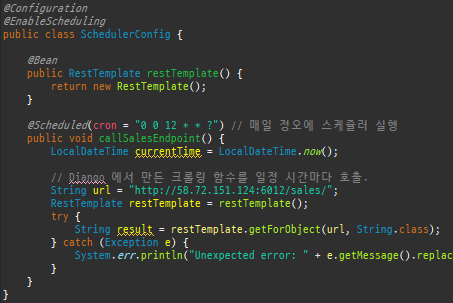 @Configuration
@EnableScheduling
public class SchedulerConfig {
@Bean
public RestTemplate restTemplate() {
return new RestTemplate();
}
@Scheduled(cron = "0 0 12 * * ?") // 매일 정오에 스케쥴러 실행
public void callSalesEndpoint() {
LocalDateTime currentTime = LocalDateTime.now();
// Django 에서 만든 크롤링 함수를 일정 시간마다 호출.
String url = "http://58.72.151.124:6012/sales/";
RestTemplate restTemplate = restTemplate();
try {
String result = restTemplate.getForObject(url, String.class);
} catch (Exception e) {
System.err.println("Unexpected error: " + e.getMessage().replac
}
}
}